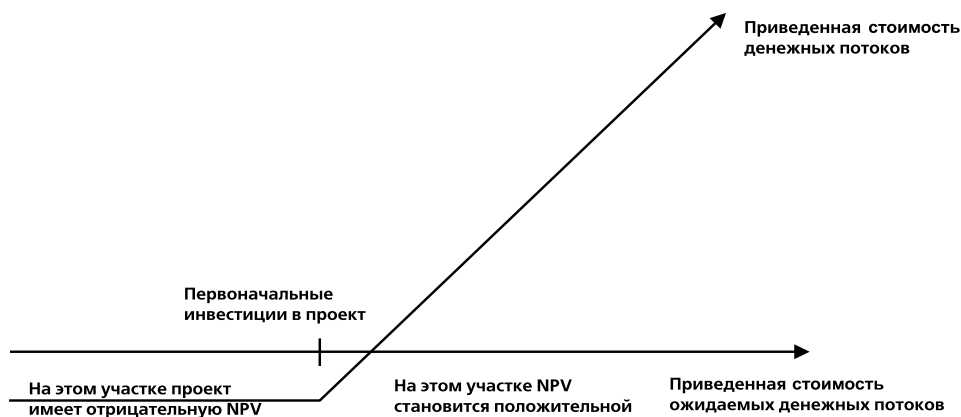 Приведенная стоимость
денежных потоков
Первоначальные
инвестиции в проект
На этом участке проект
имеет отрицательную NPV
На этом участке NPV
становится положительной
Приведенная стоимость
ожидаемых денежных потоков